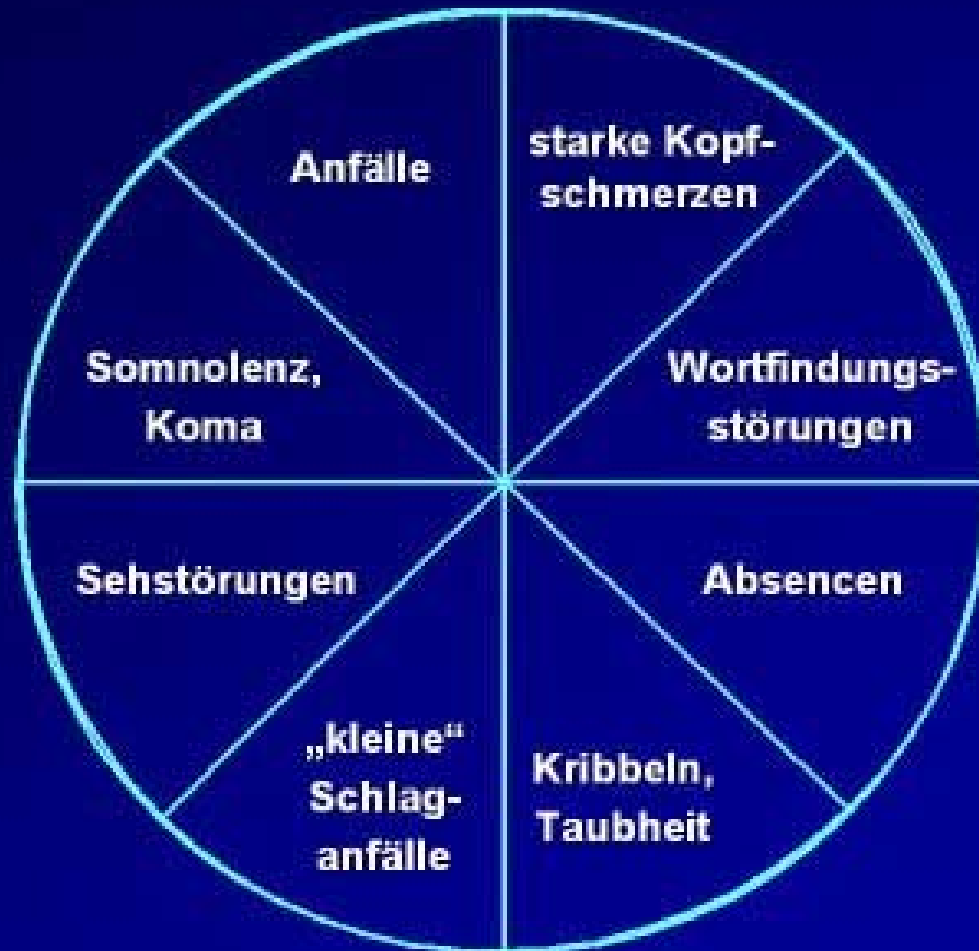 Anfälle
starke Kopf-
schmerzen
Somnolenz,
Koma
Wortfindungs-
störungen
Sehstörungen
Absencen
„kleine“
Schlag-
anfälle
Kribbeln,
Taubheit